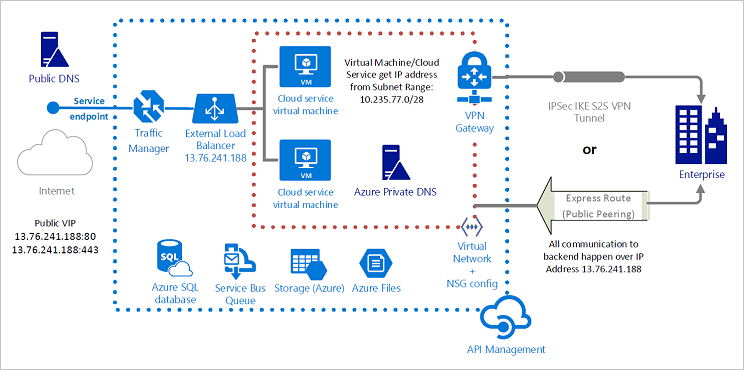 Public DNS
Service
endpoint
Internet
Public VIP
13.76.241.188:80
13.76.241.188:443
Traffic
Manager
External Load
Balancer
13.76.241.188
VM
Cloud service
virtual machine
VM
Cloud service
virtual machine
Virtual Machine/Cloud
Service get IP address
from Subnet Range:
10.235.77.0/28
Azure Private DNS
VPN
Gateway
IPSec IKE S2S VPN
Tunnel
or
Enterprise
Express Route
(Public Peering)
All communication to
backend happen over IP
Address 13.76.241.188
Virtual
Network
+
NSG config
SQL
Azure SQL
database
Service Bus
Queue
Storage (Azure)
Azure Files
API Management